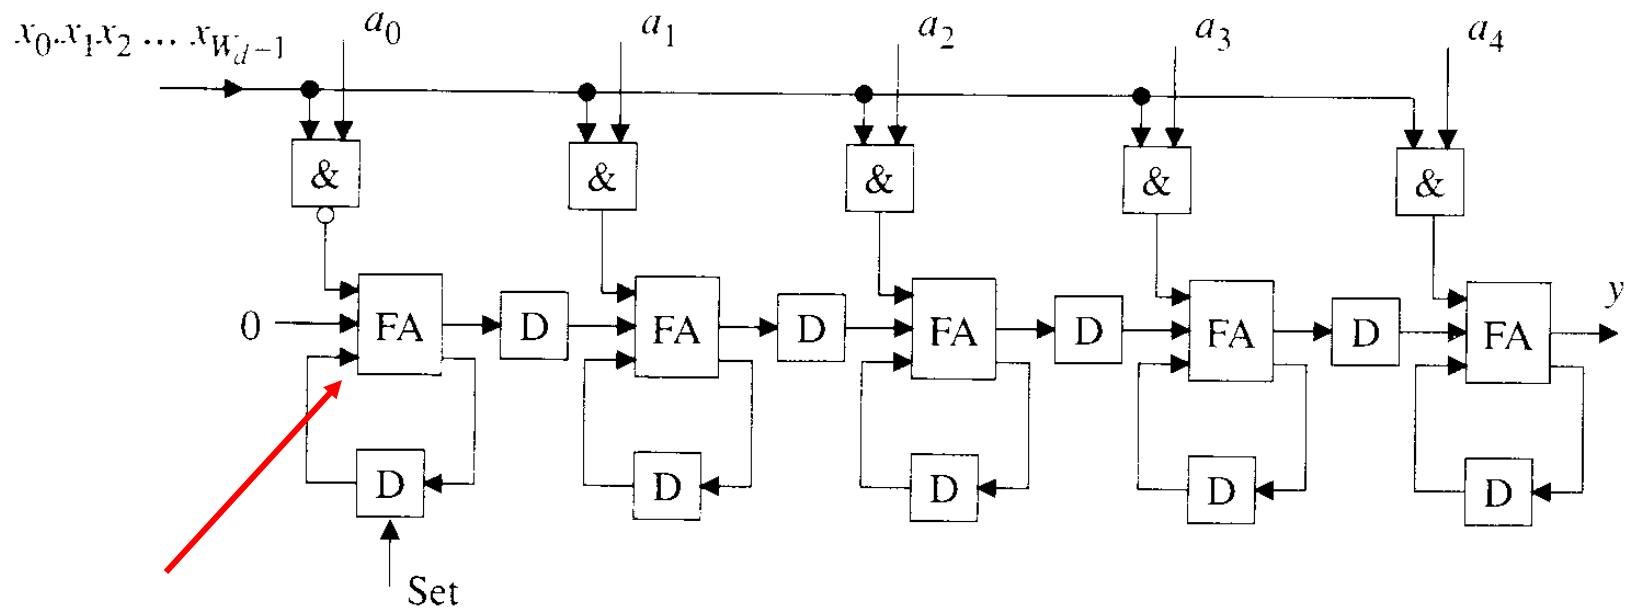 x0.x1x2 ... xWd–1 a0 a1 a2 a3 a4
& & & & &
0 FA D FA D FA D FA D FA y
D D D D D
Set